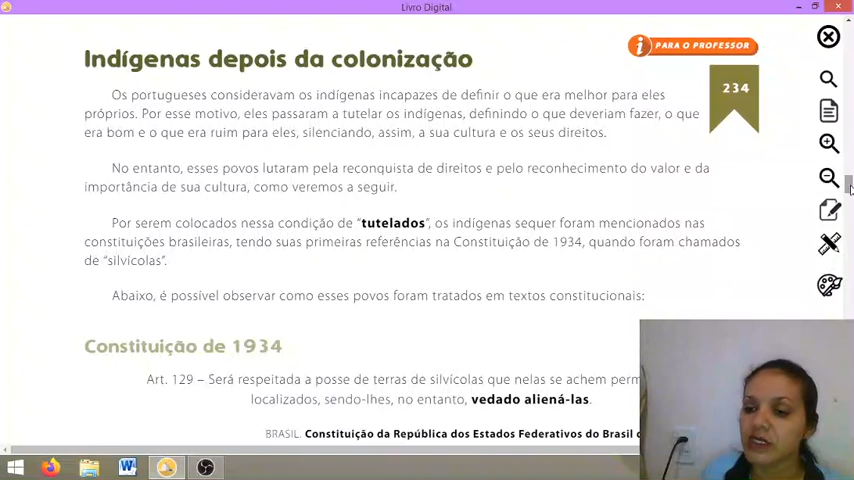 Livro Digital
Indígenas depois da colonização
i PARA O PROFESSOR
234
Os portugueses consideravam os indígenas incapazes de definir o que era melhor para eles
próprios. Por esse motivo, eles passaram a tutelar os indígenas, definindo o que deveriam fazer, o que
era bom e o que era ruim para eles, silenciando, assim, a sua cultura e os seus direitos.
No entanto, esses povos lutaram pela reconquista de direitos e pelo reconhecimento do valor e da
importância de sua cultura, como veremos a seguir.
Por serem colocados nessa condição de “tutelados”, os indígenas sequer foram mencionados nas
constituições brasileiras, tendo suas primeiras referências na Constituição de 1934, quando foram chamados
de “silvícolas”.
Abaixo, é possível observar como esses povos foram tratados em textos constitucionais:
Constituição de 1934
Art. 129 – Será respeitada a posse de terras de silvícolas que nelas se achem perm
localizados, sendo-lhes, no entanto, vedado aliená-las.
BRASIL. Constituição da República dos Estados Federativos do Brasil